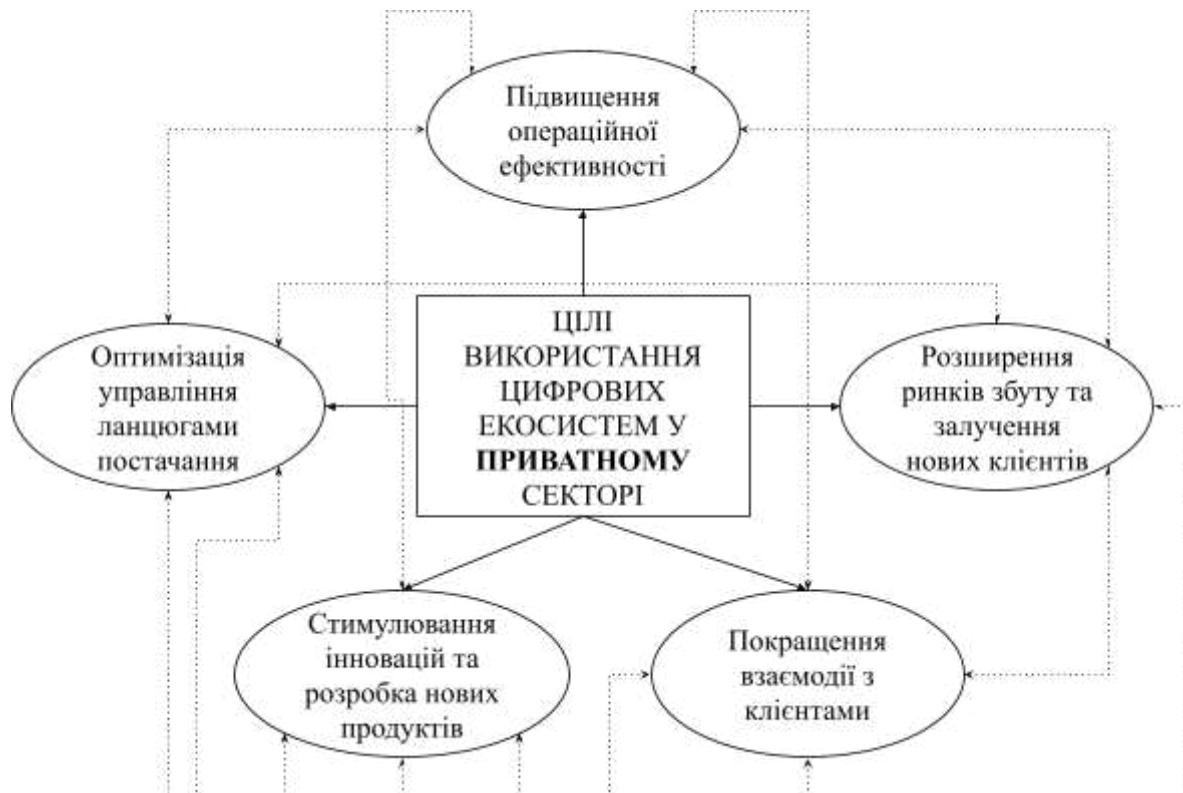 Підвищення
операційної
ефективності
ЦІЛІ
ВИКОРИСТАННЯ
ЦИФРОВИХ
ЕКОСИСТЕМ У
ПРИВАТНОМУ
СЕКТОРІ
Оптимізація
управління
ланцюгами
постачання
Розширення
ринків збуту та
залучення
нових клієнтів
Стимулювання
інновацій та
розробка нових
продуктів
Покращення
взаємодії з
клієнтами